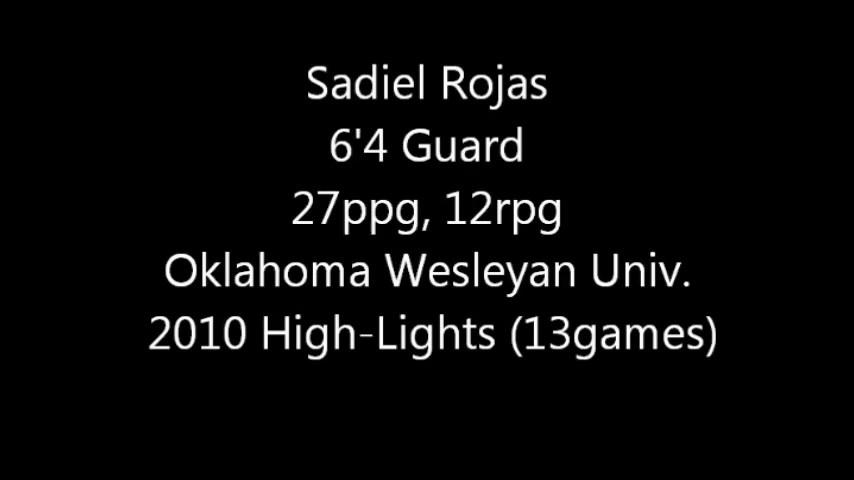 Sadiel Rojas
6'4 Guard
27ppg, 12rpg
Oklahoma Wesleyan Univ.
2010 High-Lights (13games)